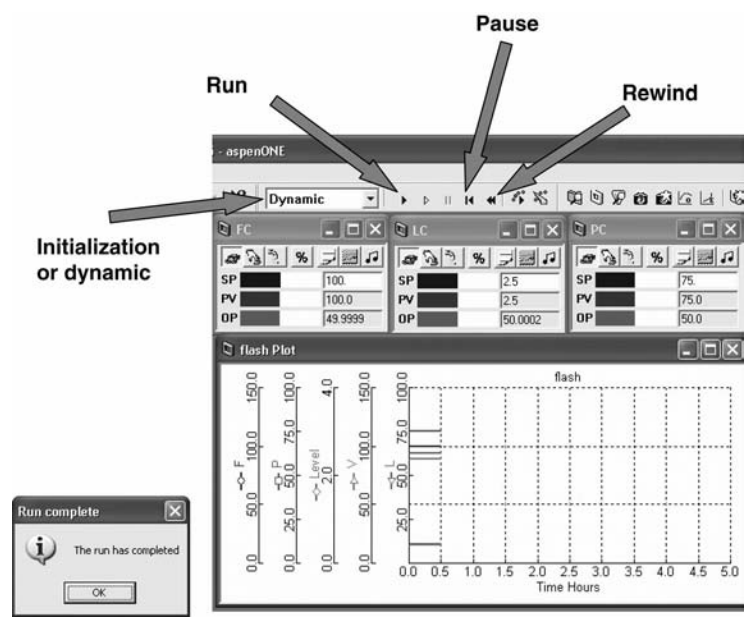 Pause
Run
Rewind
- aspenONE
Dynamic
Initialization
or dynamic
FC
LC
PC
%
%
%
SP 100.
PV 100.0
OP 49.9999
SP 2.5
PV 2.5
OP 50.0002
SP 75.
PV 75.0
OP 50.0
flash Plot
flash
0.0 50.0 100.0 150.0
F
0.0 25.0 50.0 75.0 100.0
P
0.0 2.0 4.0
Level
0.0 50.0 100.0 150.0
V
0.0 25.0 50.0 75.0 100.0
L
0.0 0.5 1.0 1.5 2.0 2.5 3.0 3.5 4.0 4.5 5.0
Time Hours
Run complete
The run has completed
OK